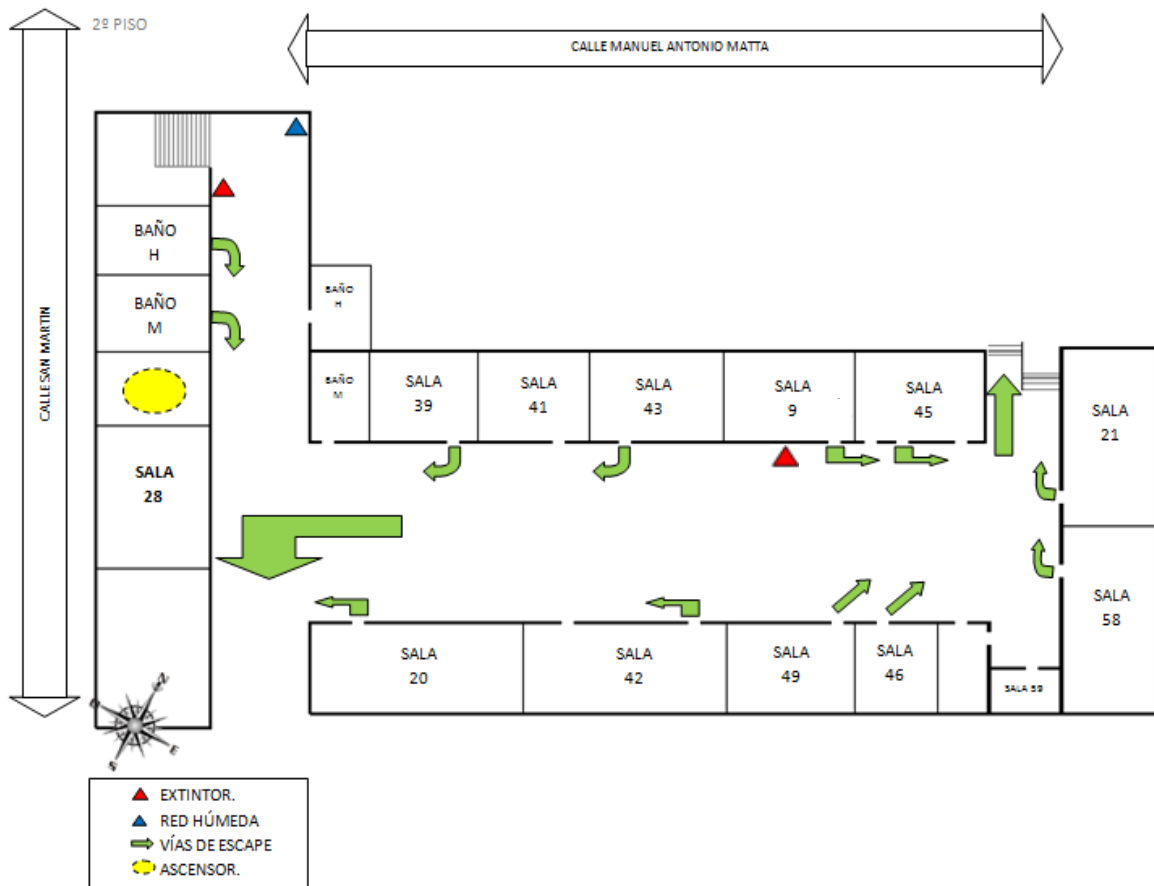 2º PISO
CALLE MANUEL ANTONIO MATTA
CALLE SAN MARTIN
BAÑO
H
BAÑO
M
BAÑO
H
BAÑO
M
SALA
39
SALA
41
SALA
43
SALA
9
SALA
45
SALA
21
SALA
28
SALA
20
SALA
42
SALA
49
SALA
46
SALA 59
SALA
58
N
O
E
S
EXTINTOR.
RED HÚMEDA
VÍAS DE ESCAPE
ASCENSOR.